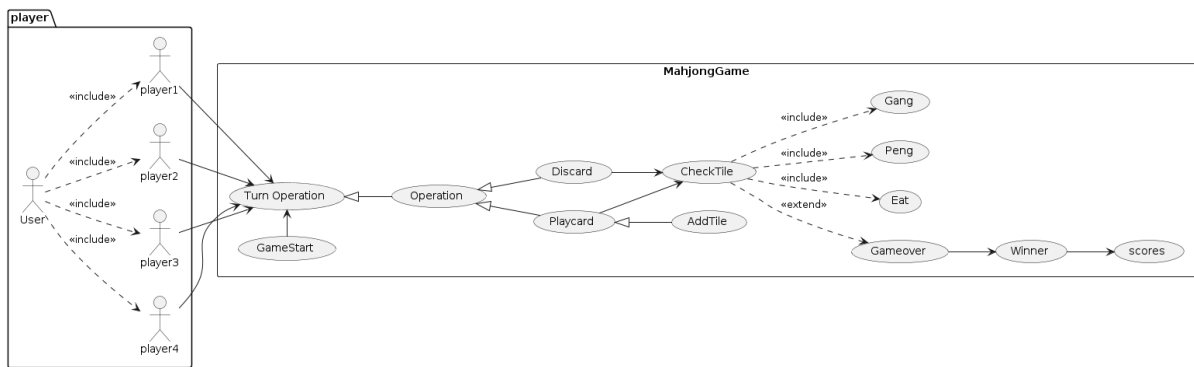 player
MahjongGame
player1
«include»
Gang
«include»
player2
«include»
«include»
Peng
Discard
CheckTile
«include»
User
«include»
Turn Operation
Operation
Eat
«extend»
Playcard
AddTile
«include»
player3
GameStart
Gameover
Winner
scores
player4